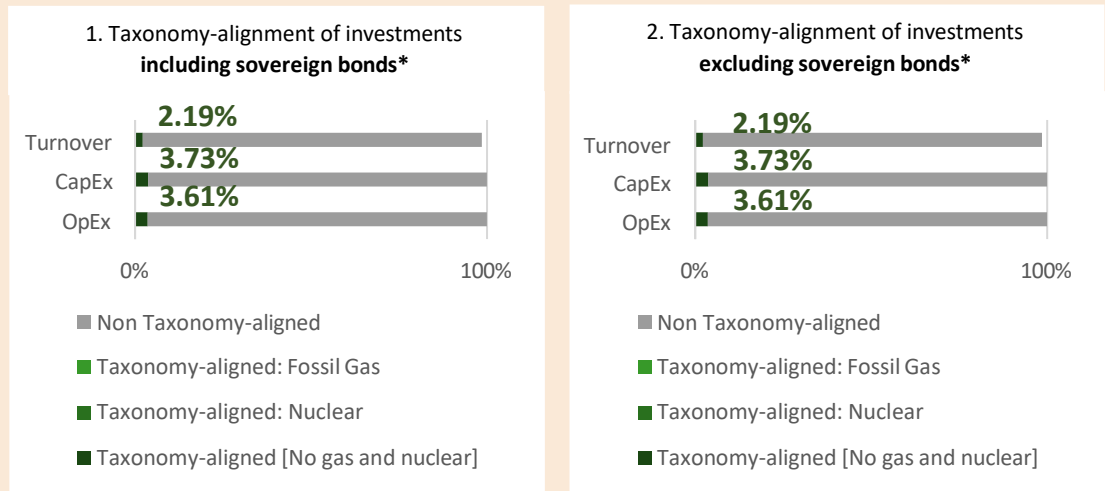 1. Taxonomy-alignment of investments
including sovereign bonds*
2.19%
Turnover
3.73%
CapEx
3.61%
OpEx
0%
100%
Non Taxonomy-aligned
Taxonomy-aligned: Fossil Gas
Taxonomy-aligned: Nuclear
Taxonomy-aligned [No gas and nuclear]
2. Taxonomy-alignment of investments
excluding sovereign bonds*
2.19%
Turnover
3.73%
CapEx
3.61%
OpEx
0%
100%
Non Taxonomy-aligned
Taxonomy-aligned: Fossil Gas
Taxonomy-aligned: Nuclear
Taxonomy-aligned [No gas and nuclear]